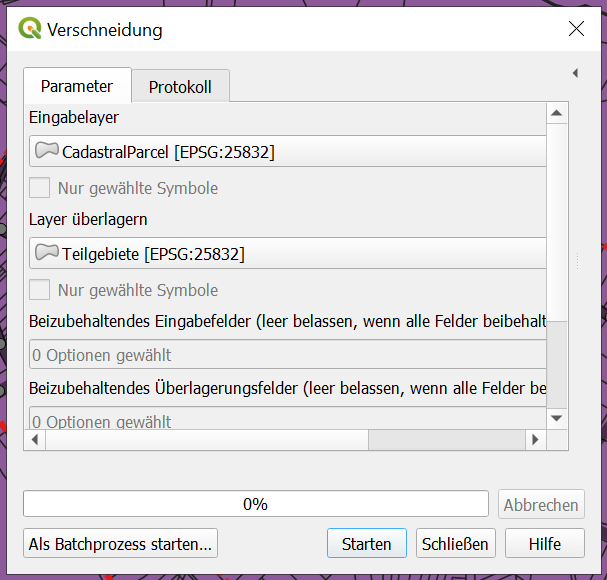 Verschneidung
Parameter
Protokoll
Eingabelayer
CadastralParcel [EPSG:25832]
Nur gewählte Symbole
Layer überlagern
Teilgebiete [EPSG:25832]
Nur gewählte Symbole
Beizubehaltendes Eingabefelder (leer belassen, wenn alle Felder beibehalt
0 Optionen gewählt
Beizubehaltendes Überlagerungsfelder (leer belassen, wenn alle Felder be
0 Optionen gewählt
0%
Abbrechen
Als Batchprozess starten...
Starten
Schließen
Hilfe